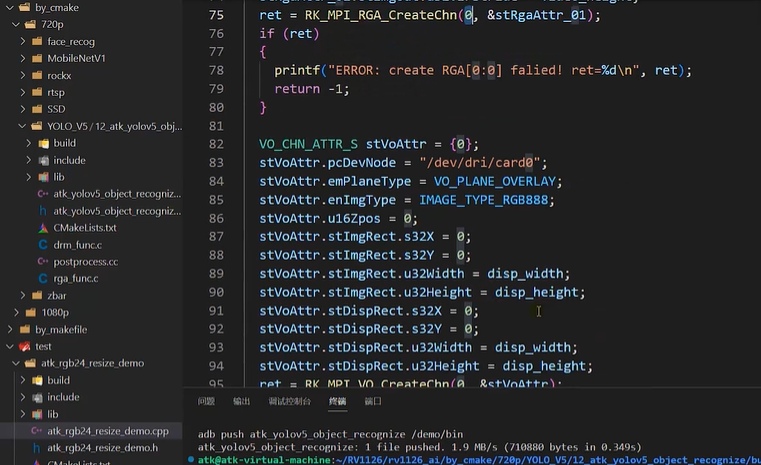 by_cmake
720p
face_recog
MobileNetV1
rockx
rtsp
SSD
YOLO_V5 / 12_atk_yolov5_obj...
build
include
lib
atk_yolov5_object_recogniz...
atk_yolov5_object_recogniz...
CMakeLists.txt
drm_func.c
postprocess.cc
rga_func.c
zbar
1080p
by_makefile
test
atk_rgb24_resize_demo
build
include
lib
atk_rgb24_resize_demo.cpp
atk_rgb24_resize_demo.h
CMakeLists.txt
75 ret = RK_MPI_RGA_CreateChn(0, &stRgaAttr_01);
76 if (ret)
77 {
78 printf("ERROR: create RGA[0:0] falied! ret=%d\n", ret);
79 return -1;
80 }
81
82 VO_CHN_ATTR_S stVoAttr = {0};
83 stVoAttr.pcDevNode = "/dev/dri/card0";
84 stVoAttr.emPlaneType = VO_PLANE_OVERLAY;
85 stVoAttr.enImgType = IMAGE_TYPE_RGB888;
86 stVoAttr.u16Zpos = 0;
87 stVoAttr.stImgRect.s32X = 0;
88 stVoAttr.stImgRect.s32Y = 0;
89 stVoAttr.stImgRect.u32Width = disp_width;
90 stVoAttr.stImgRect.u32Height = disp_height;
91 stVoAttr.stDispRect.s32X = 0;
92 stVoAttr.stDispRect.s32Y = 0;
93 stVoAttr.stDispRect.u32Width = disp_width;
94 stVoAttr.stDispRect.u32Height = disp_height;
95 ret = RK_MPI_VO_CreateChn(0, &stVoAttr);
问题 输出 调试控制台 终端 端口
adb push atk_yolov5_object_recognize /demo/bin
atk_yolov5_object_recognize: 1 file pushed. 1.9 MB/s (710880 bytes in 0.349s)
atk@atk-virtual-machine:~/RV1126/rv1126_ai/by_cmake/720p/YOLO_V5/12_atk_yolov5_object_recognize/bu